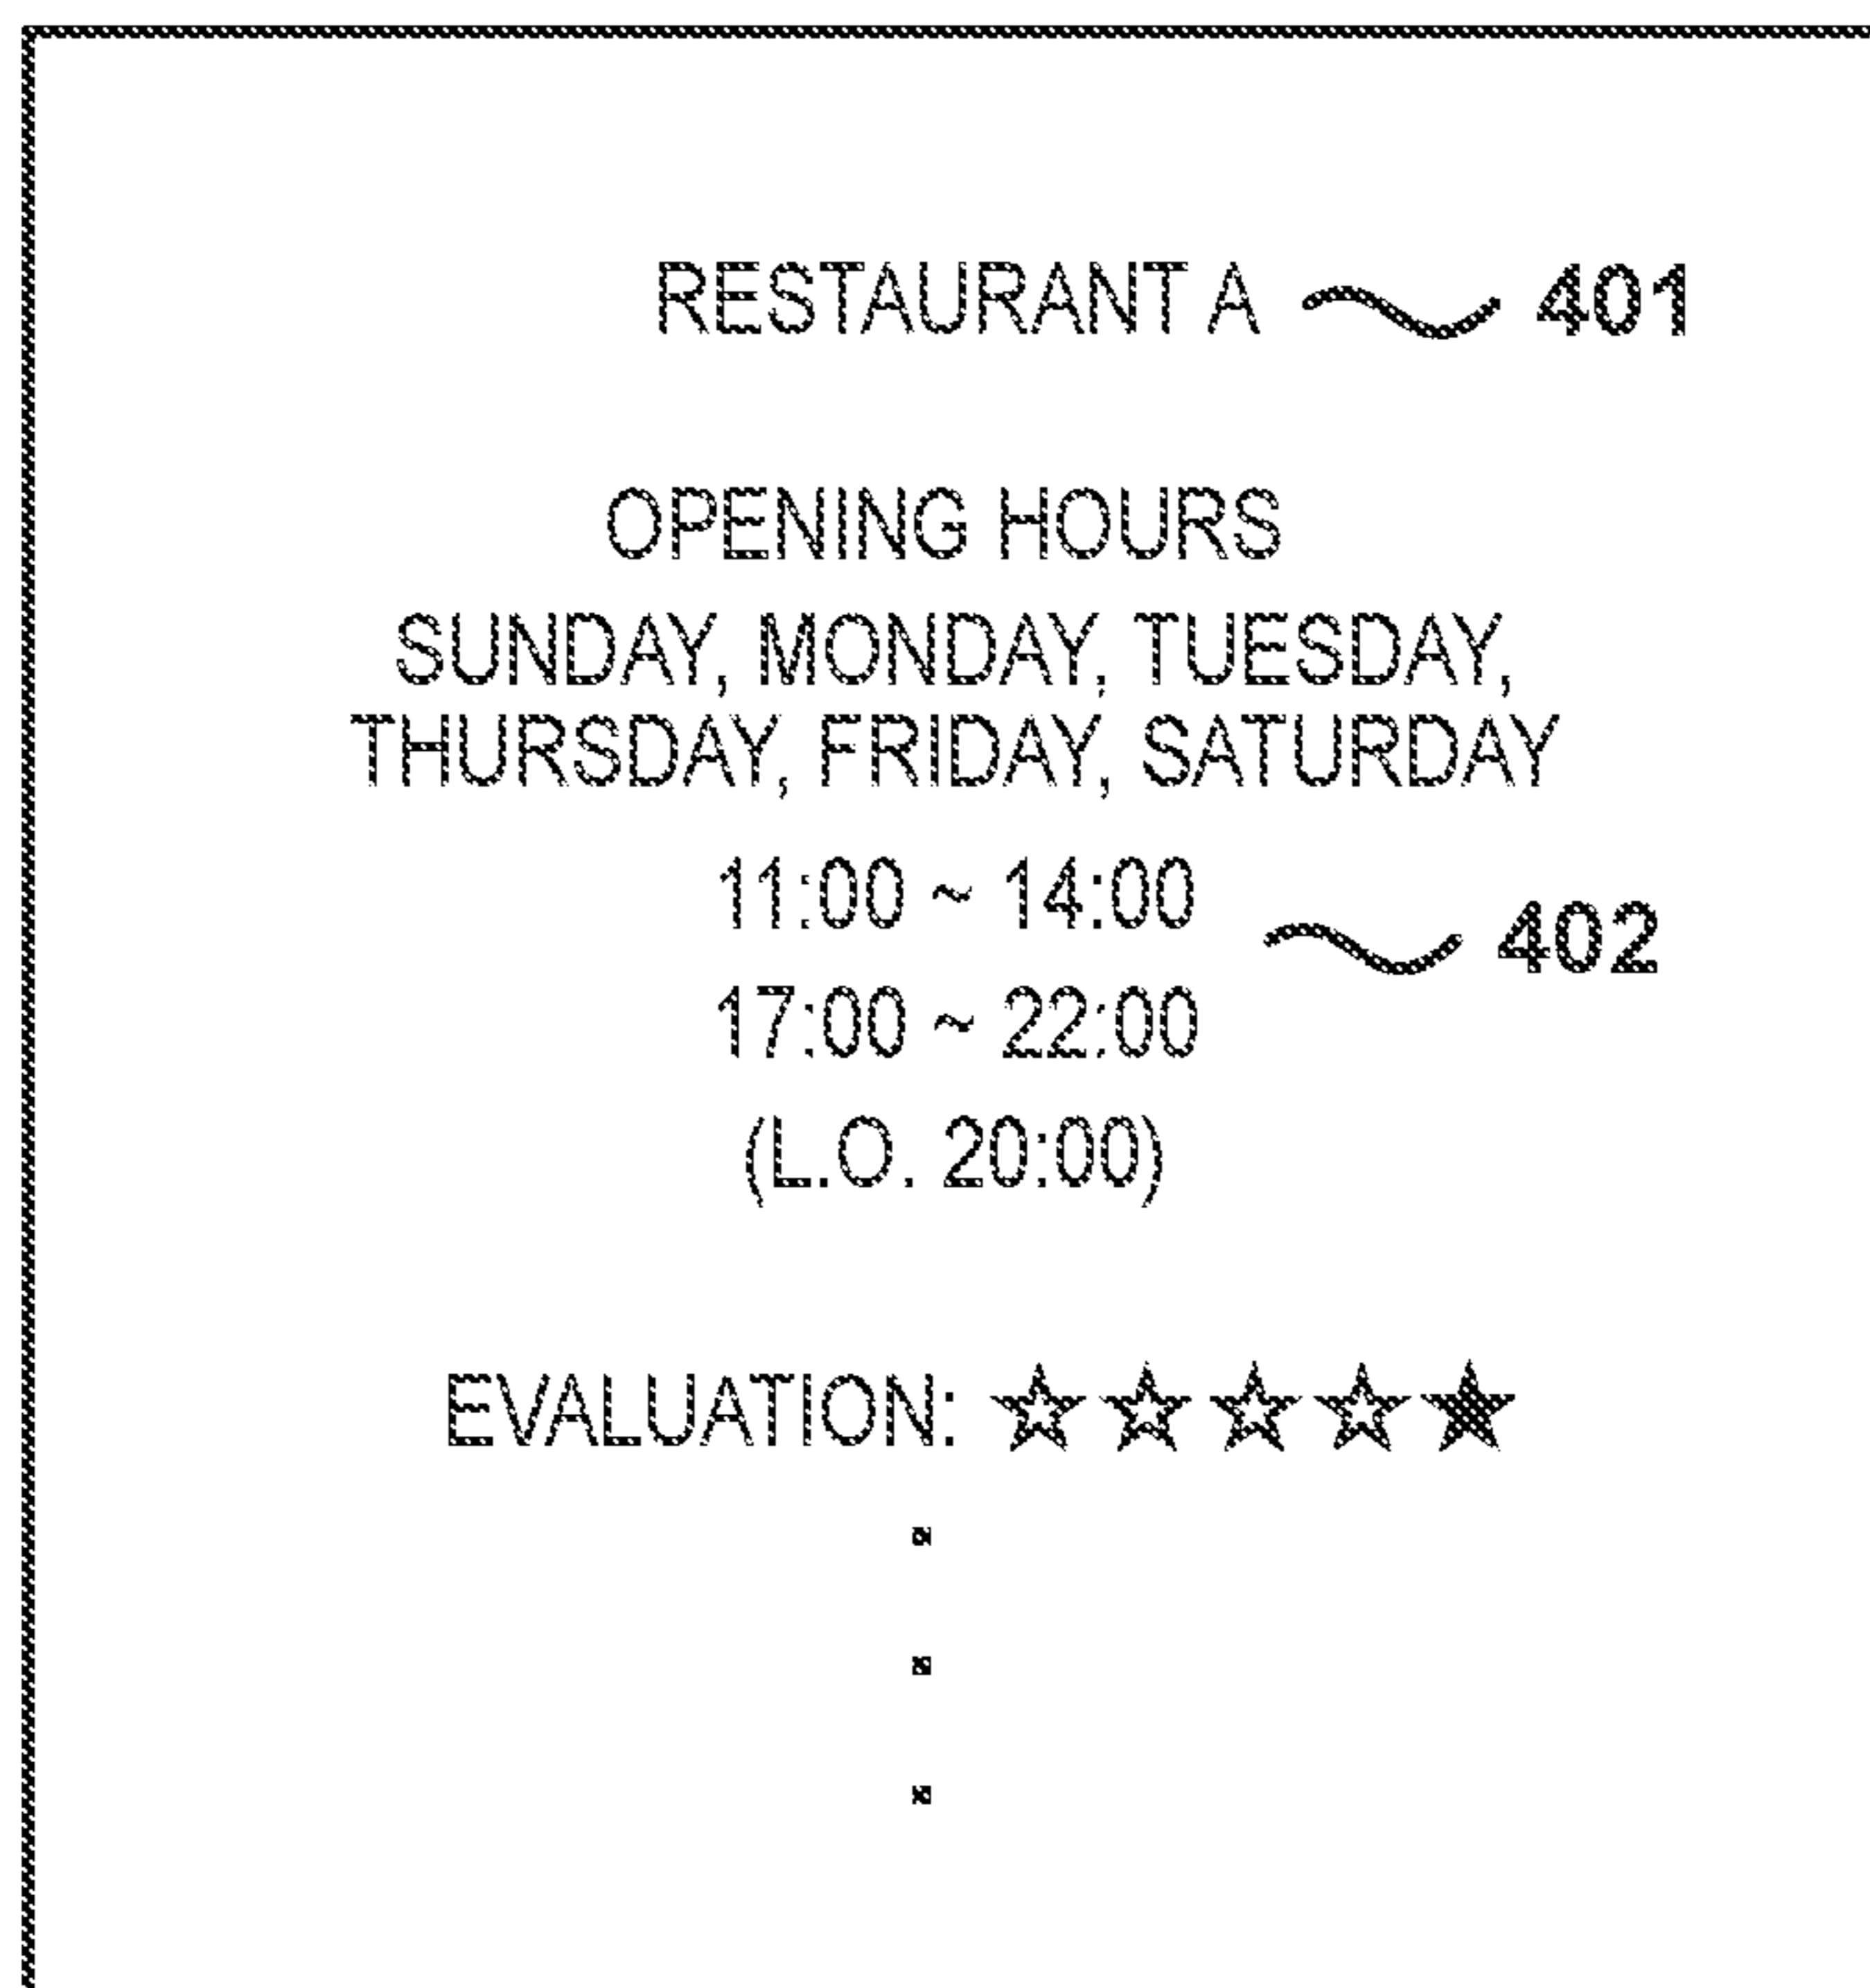 RESTAURANT A 401
OPENING HOURS
SUNDAY, MONDAY, TUESDAY,
THURSDAY, FRIDAY, SATURDAY
11:00 ~ 14:00
402
17:00 ~ 22:00
(L.O. 20:00)
EVALUATION: ☆☆☆☆★